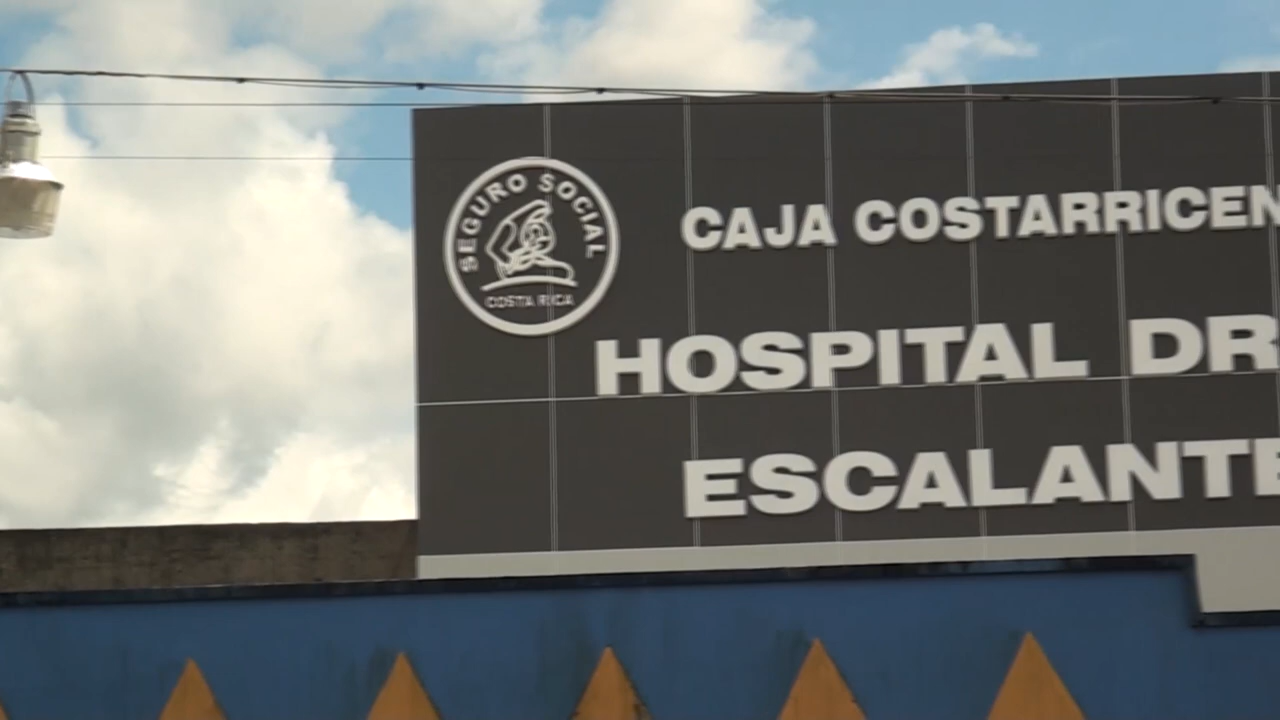 SEGURO SOCIAL
COSTA RICA
CAJA COSTARRICEN
HOSPITAL DR
ESCALANTE